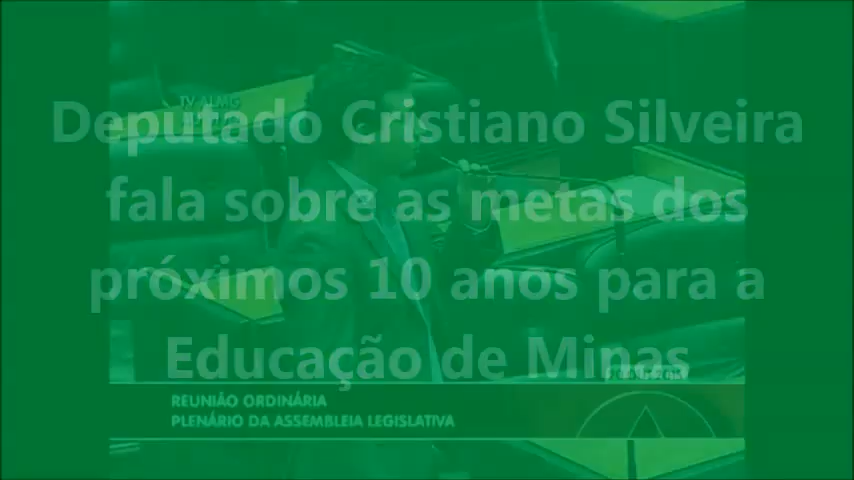 TV ALMG
Deputado Cristiano Silveira
fala sobre as metas dos
próximos 10 anos para a
Educação de Minas
REUNIÃO ORDINÁRIA
PLENÁRIO DA ASSEMBLEIA LEGISLATIVA